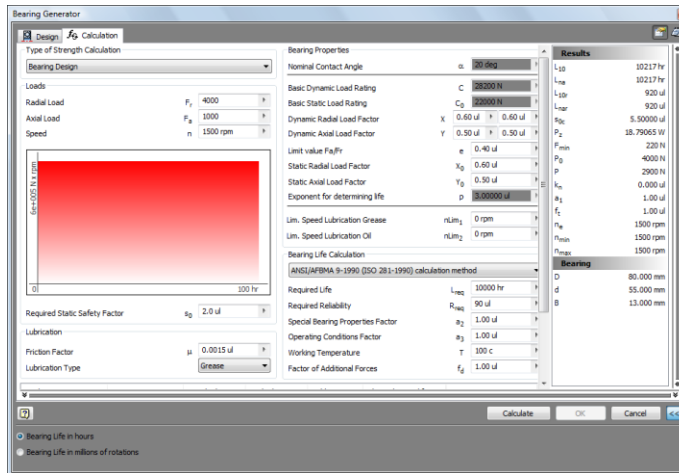 Bearing Generator
Design
Calculation
Type of Strength Calculation
Bearing Design
Loads
Radial Load Fr 4000
Axial Load Fa 1000
Speed n 1500 rpm
6e+005 N x rpm
0 100 hr
Required Static Safety Factor s0 2.0 ul
Lubrication
Friction Factor μ 0.0015 ul
Lubrication Type Grease
Bearing Properties
Nominal Contact Angle α 20 deg
Basic Dynamic Load Rating C 28200 N
Basic Static Load Rating C0 22000 N
Dynamic Radial Load Factor X 0.60 ul 0.60 ul
Dynamic Axial Load Factor Y 0.50 ul 0.50 ul
Limit value Fa/Fr e 0.40 ul
Static Radial Load Factor X0 0.60 ul
Static Axial Load Factor Y0 0.50 ul
Exponent for determining life p 3.00000 ul
Lim. Speed Lubrication Grease nLim1 0 rpm
Lim. Speed Lubrication Oil nLim2 0 rpm
Bearing Life Calculation
ANSI/AFBMA 9-1990 (ISO 281-1990) calculation method
Required Life Lreq 10000 hr
Required Reliability Rreq 90 ul
Special Bearing Properties Factor a2 1.00 ul
Operating Conditions Factor a3 1.00 ul
Working Temperature T 100 c
Factor of Additional Forces fd 1.00 ul
Results
L10 10217 hr
Lna 10217 hr
L10r 920 ul
Lnar 920 ul
s0c 5.50000 ul
Pz 18.79065 W
Fmin 220 N
P0 4000 N
P 2900 N
kn 0.000 ul
a1 1.00 ul
ft 1.00 ul
ne 1500 rpm
nmin 1500 rpm
nmax 1500 rpm
Bearing
D 80.000 mm
d 55.000 mm
B 13.000 mm
? Calculate OK Cancel <<
Bearing Life in hours
Bearing Life in millions of rotations